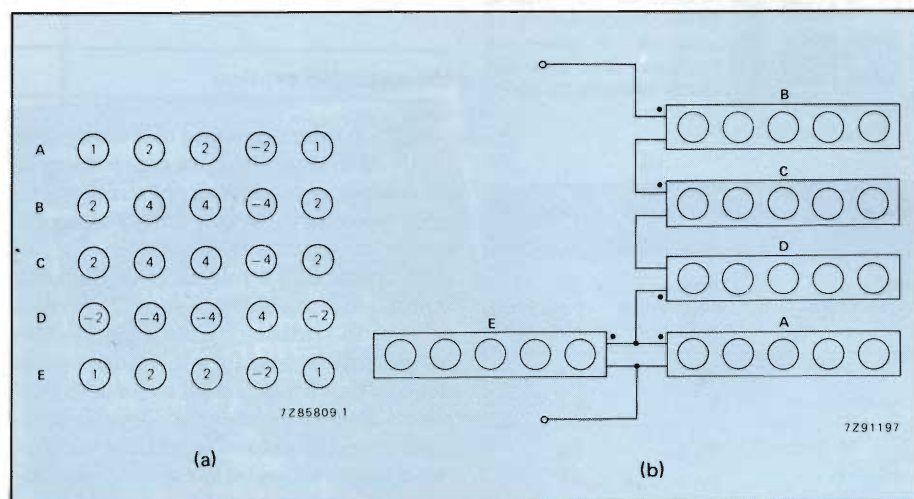 A 1 2 2 -2 1
B 2 4 4 -4 2
C 2 4 4 -4 2
D -2 -4 -4 4 -2
E 1 2 2 -2 1
7Z85809.1
(a)
B
C
D
E
A
7Z91197
(b)